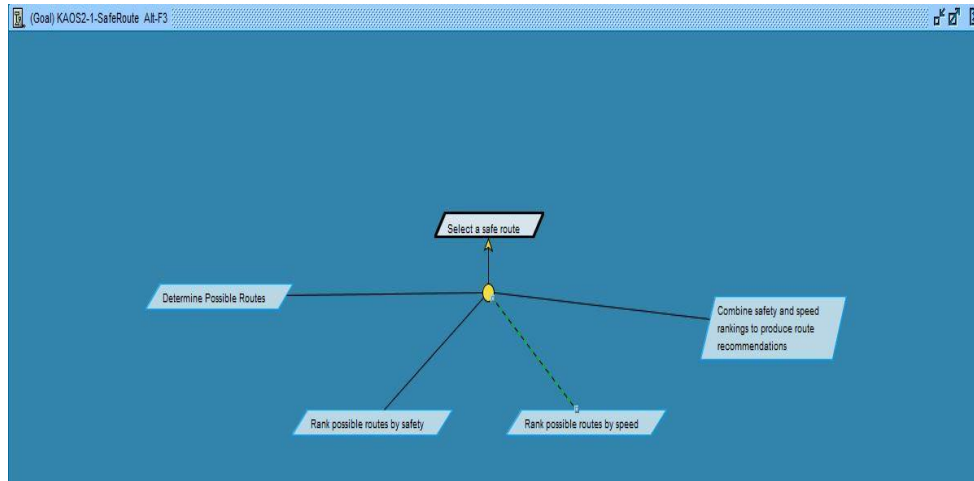 (Goal) KAOS2-1-SafeRoute Alt-F3
Select a safe route
Determine Possible Routes
Combine safety and speed
rankings to produce route
recommendations
Rank possible routes by safety
Rank possible routes by speed